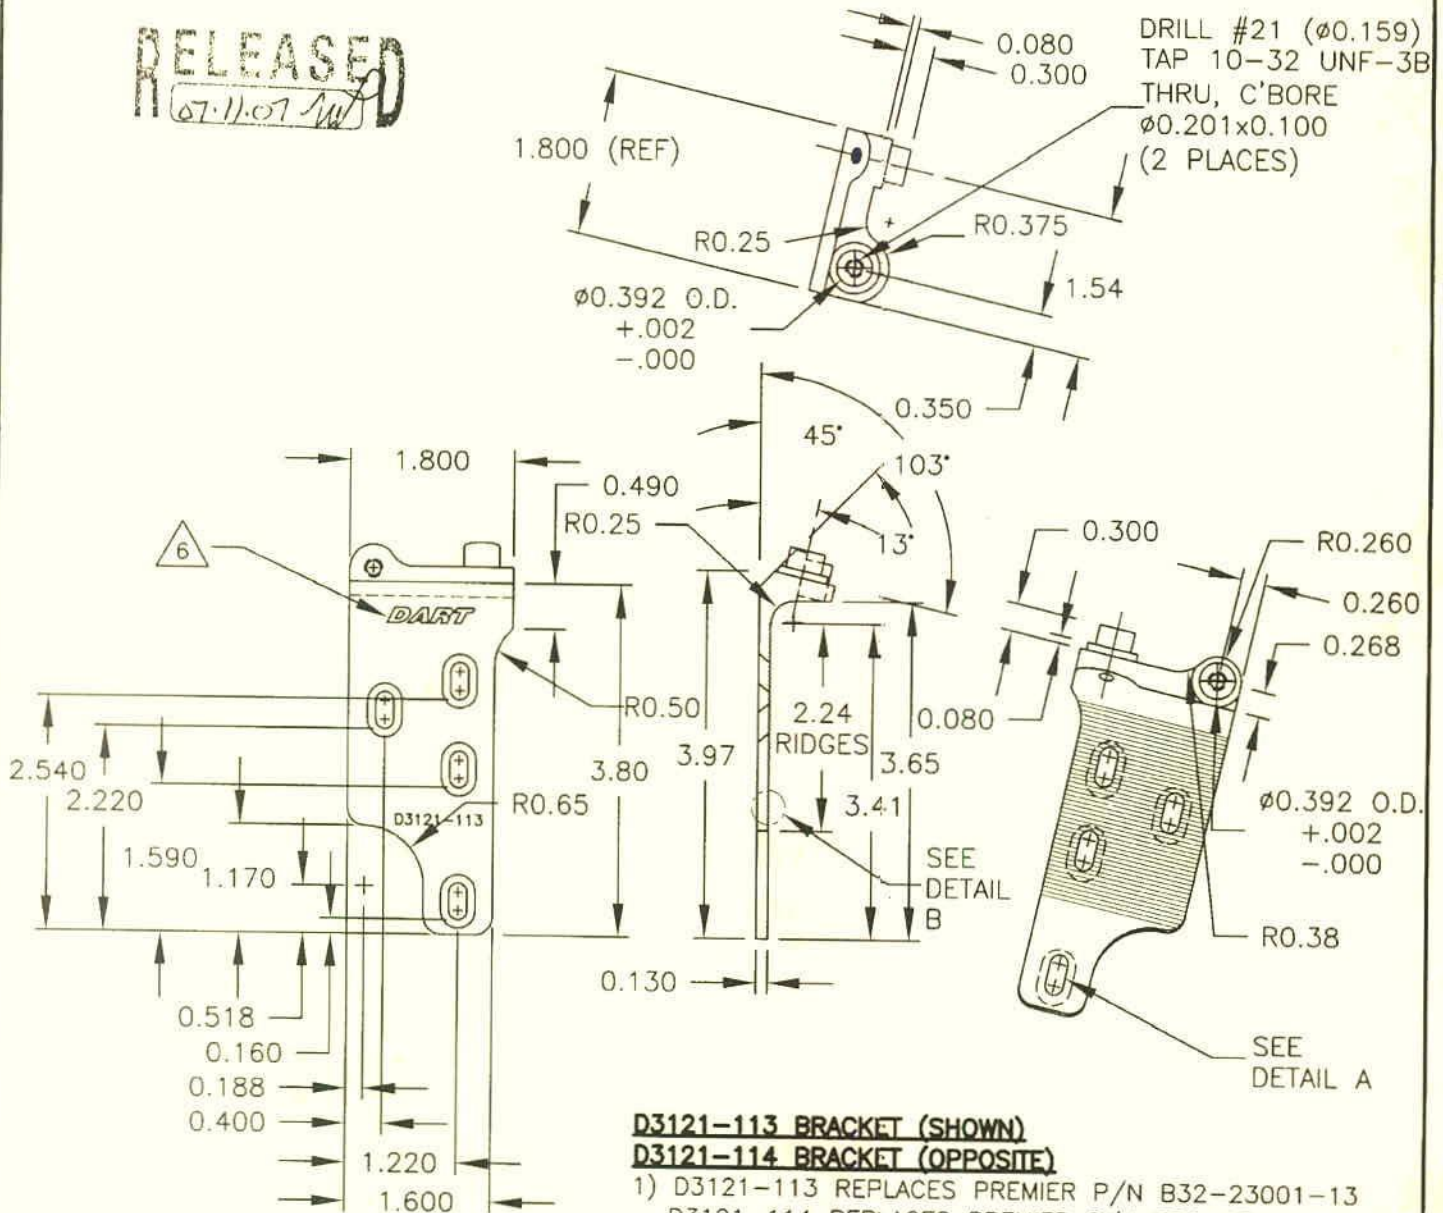 RELEASED
07.11.07
0.080
0.300
DRILL #21 (ø0.159)
TAP 10-32 UNF-3B
THRU, C'BORE
ø0.201x0.100
(2 PLACES)
1.800 (REF)
R0.25
R0.375
1.54
ø0.392 O.D.
+.002
-.000
0.350
45°
103°
13°
1.800
0.490
R0.25
6
DART
0.300
R0.260
0.260
0.268
R0.50
2.24
RIDGES
0.080
2.540
2.220
3.80
3.97
3.65
3.41
R0.65
D3121-113
1.590
1.170
ø0.392 O.D.
+.002
-.000
SEE
DETAIL
B
R0.38
0.130
0.518
0.160
0.188
0.400
1.220
1.600
SEE
DETAIL A
D3121-113 BRACKET (SHOWN)
D3121-114 BRACKET (OPPOSITE)
1) D3121-113 REPLACES PREMIER P/N B32-23001-13